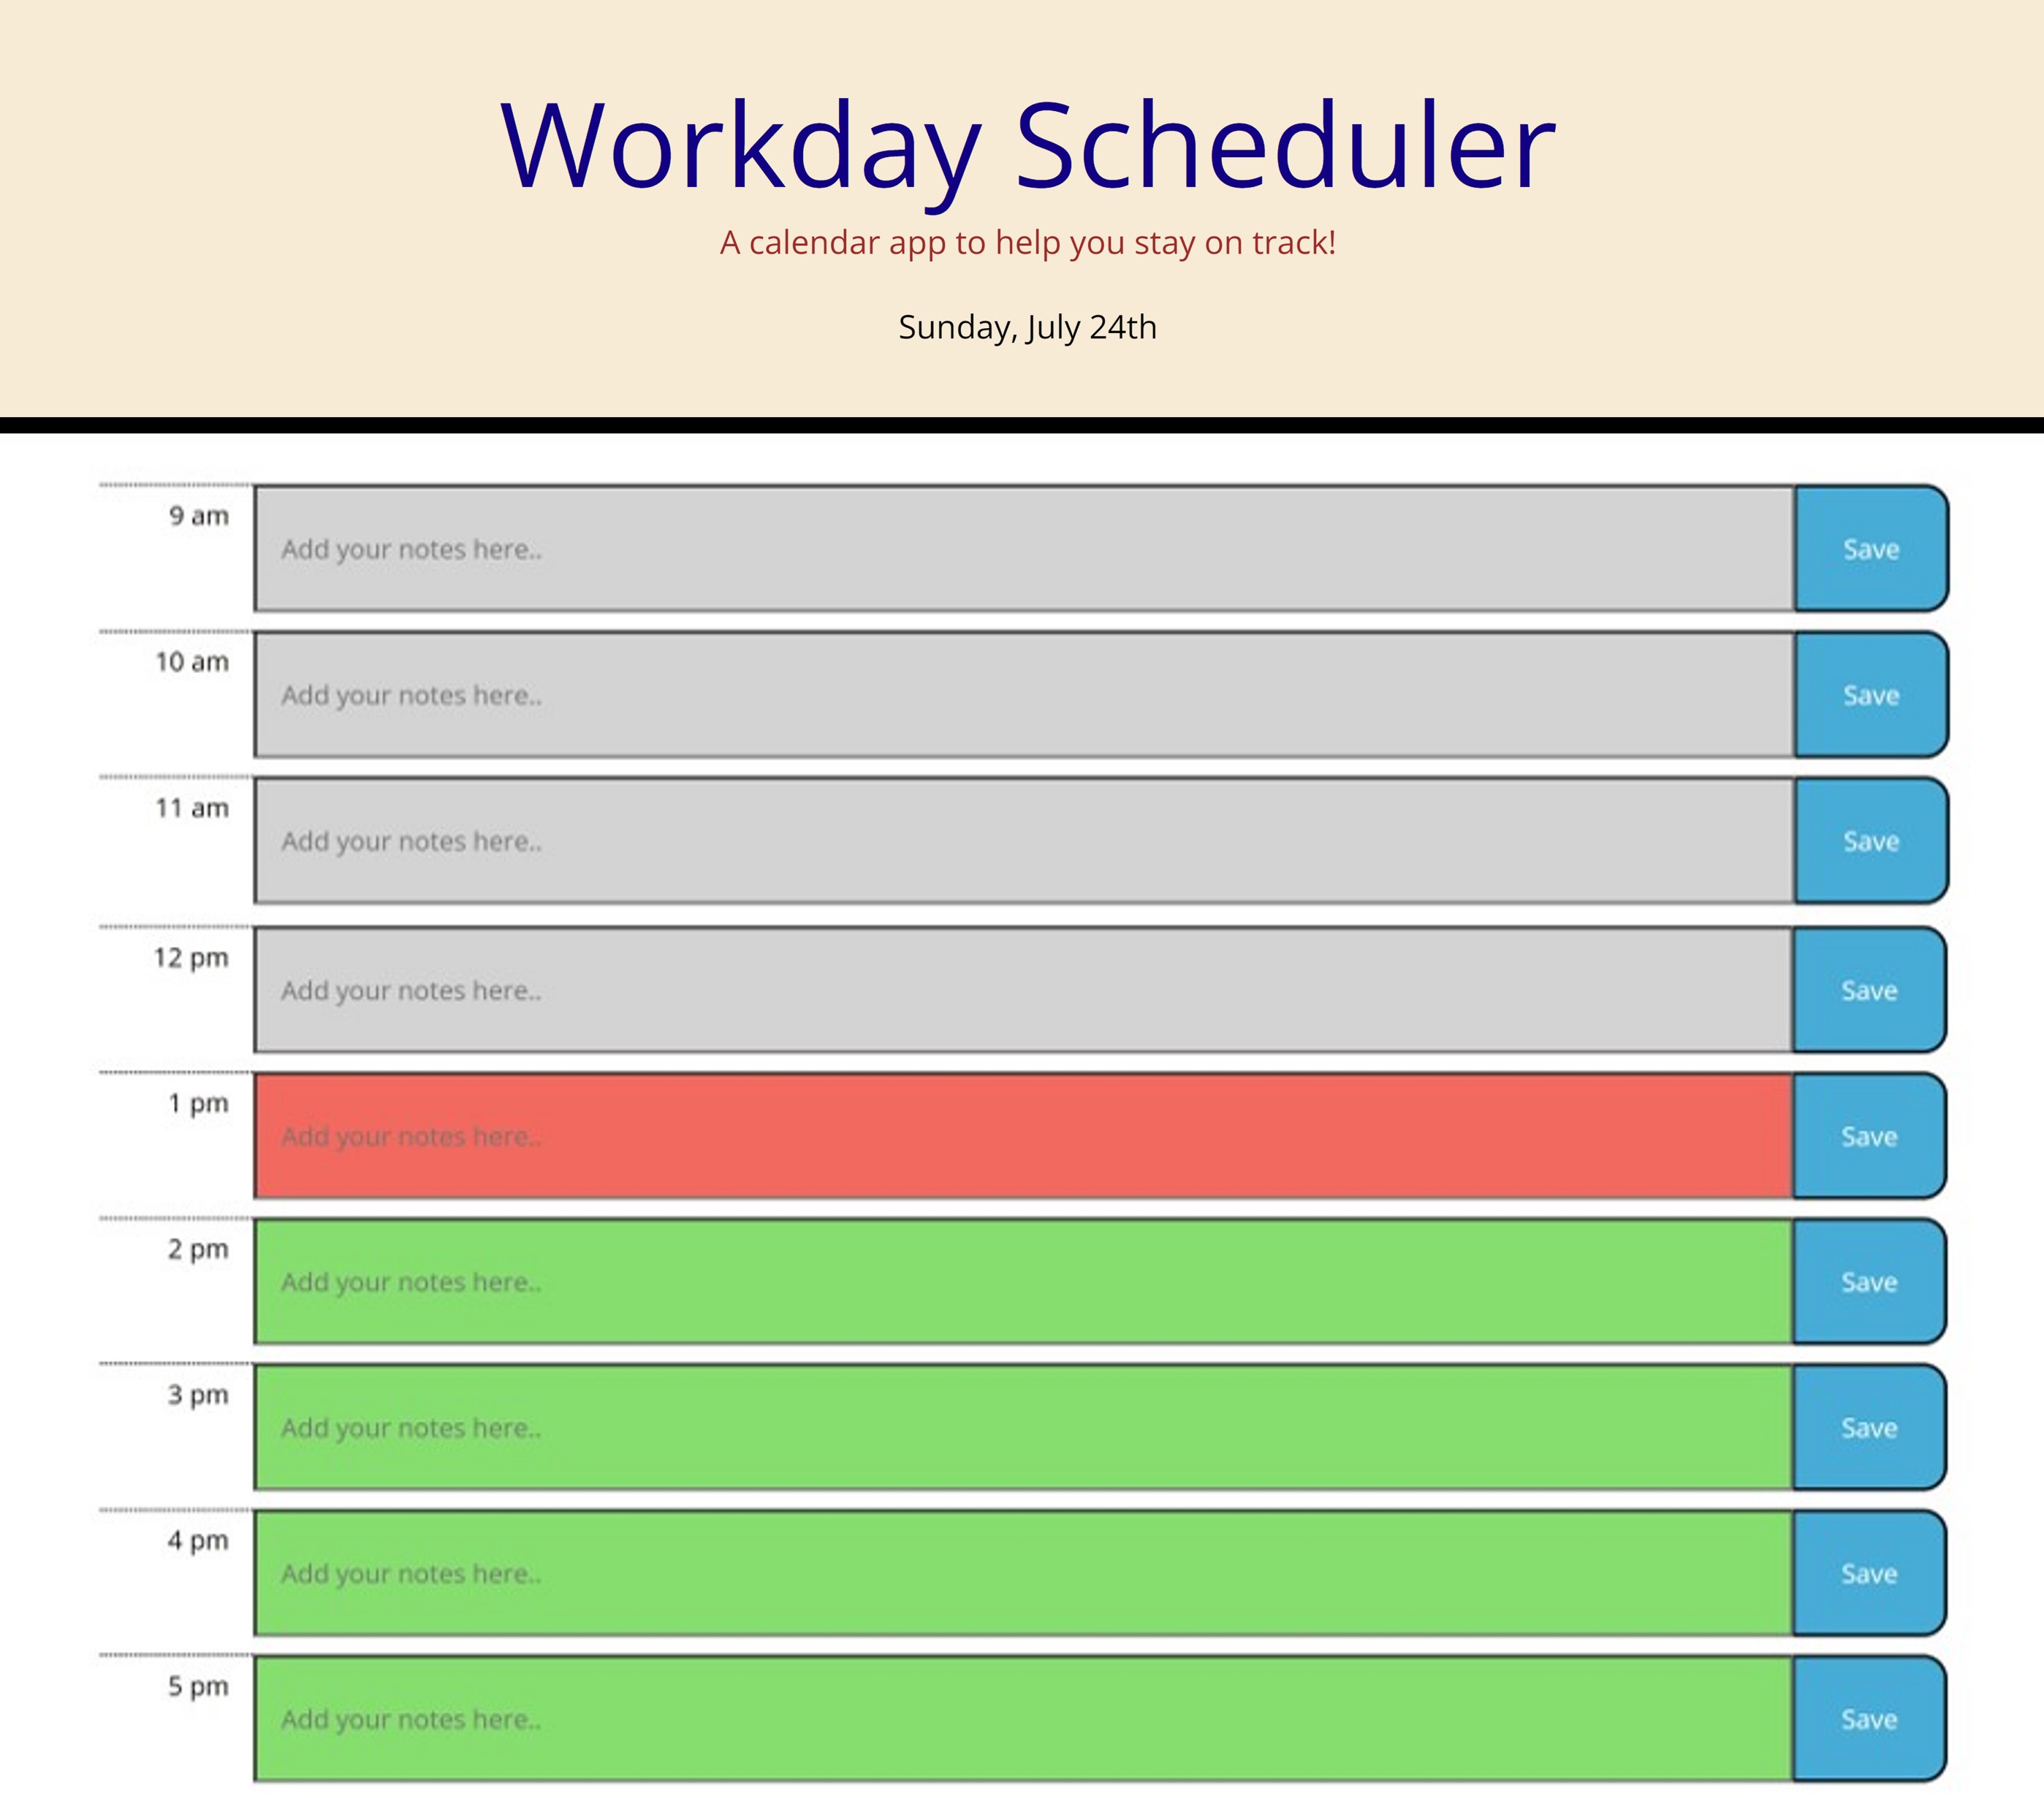 Workday Scheduler
A calendar app to help you stay on track!
Sunday, July 24th
9 am
Add your notes here..
Save
10 am
Add your notes here..
Save
11 am
Add your notes here..
Save
12 pm
Add your notes here..
Save
1 pm
Add your notes here..
Save
2 pm
Add your notes here..
Save
3 pm
Add your notes here..
Save
4 pm
Add your notes here..
Save
5 pm
Add your notes here..
Save